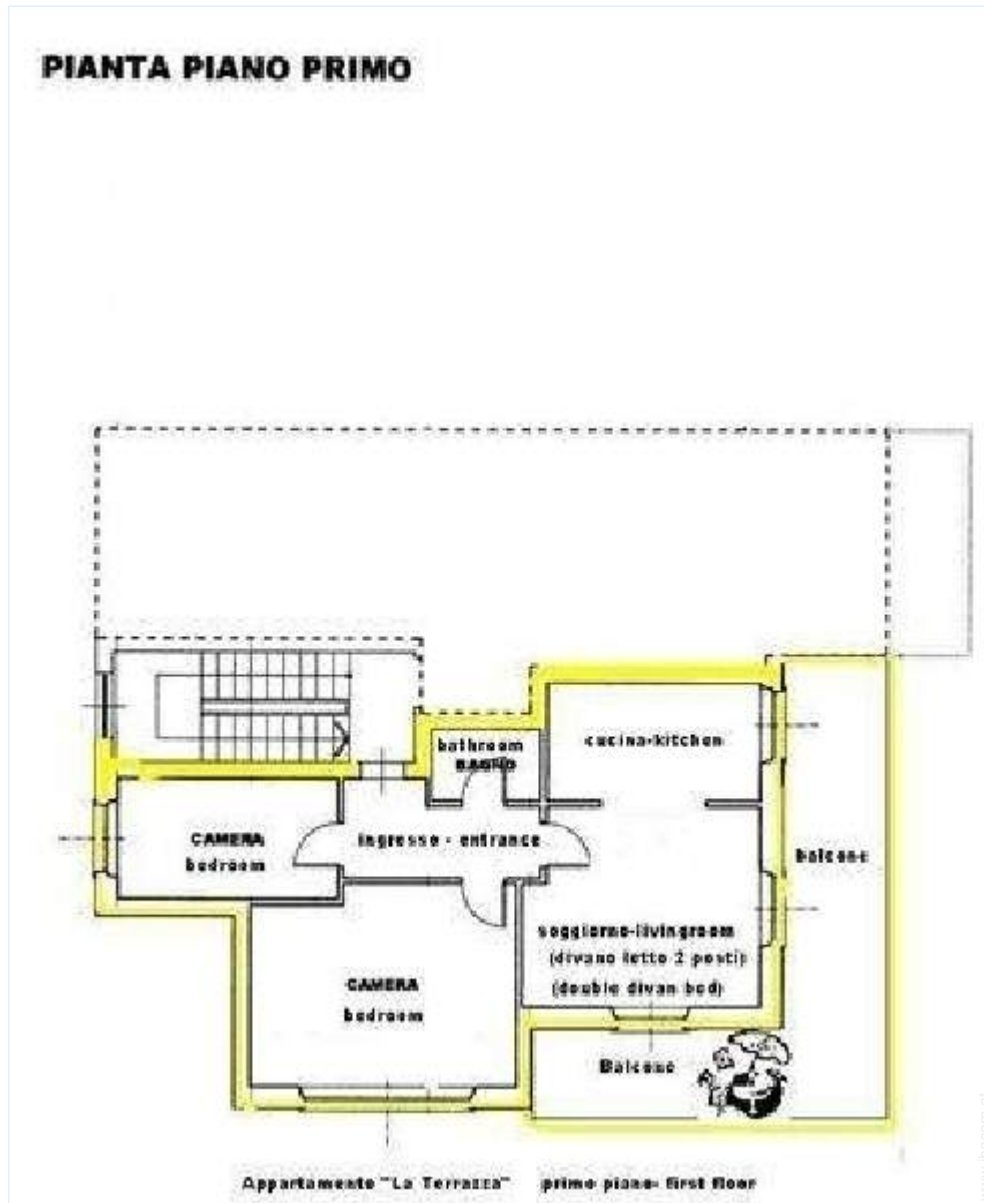 PIANTA PIANO PRIMO
bathroom
BAGNO
cucina-kitchen
CAMERA
bedroom
ingresso - entrance
balcone
soggiorno-livingroom
(divano letto 2 posti)
(double divan bed)
CAMERA
bedroom
Balcone
Appartamento "La Terrazza" primo piano- first floor